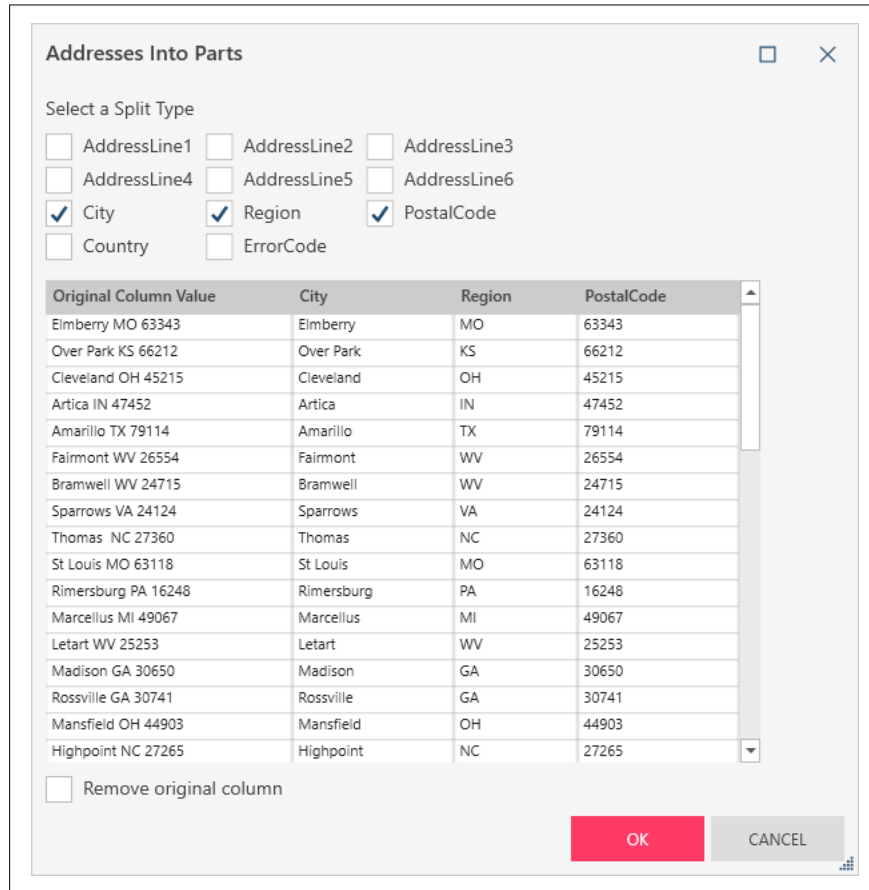 Addresses Into Parts
Select a Split Type
AddressLine1 AddressLine2 AddressLine3
AddressLine4 AddressLine5 AddressLine6
City Region PostalCode
Country ErrorCode
Original Column Value City Region PostalCode
Elmberry MO 63343 Elmberry MO 63343
Over Park KS 66212 Over Park KS 66212
Cleveland OH 45215 Cleveland OH 45215
Artica IN 47452 Artica IN 47452
Amarillo TX 79114 Amarillo TX 79114
Fairmont WV 26554 Fairmont WV 26554
Bramwell WV 24715 Bramwell WV 24715
Sparrows VA 24124 Sparrows VA 24124
Thomas  NC 27360 Thomas NC 27360
St Louis MO 63118 St Louis MO 63118
Rimersburg PA 16248 Rimersburg PA 16248
Marcellus MI 49067 Marcellus MI 49067
Letart WV 25253 Letart WV 25253
Madison GA 30650 Madison GA 30650
Rossville GA 30741 Rossville GA 30741
Mansfield OH 44903 Mansfield OH 44903
Highpoint NC 27265 Highpoint NC 27265
Remove original column
OK CANCEL